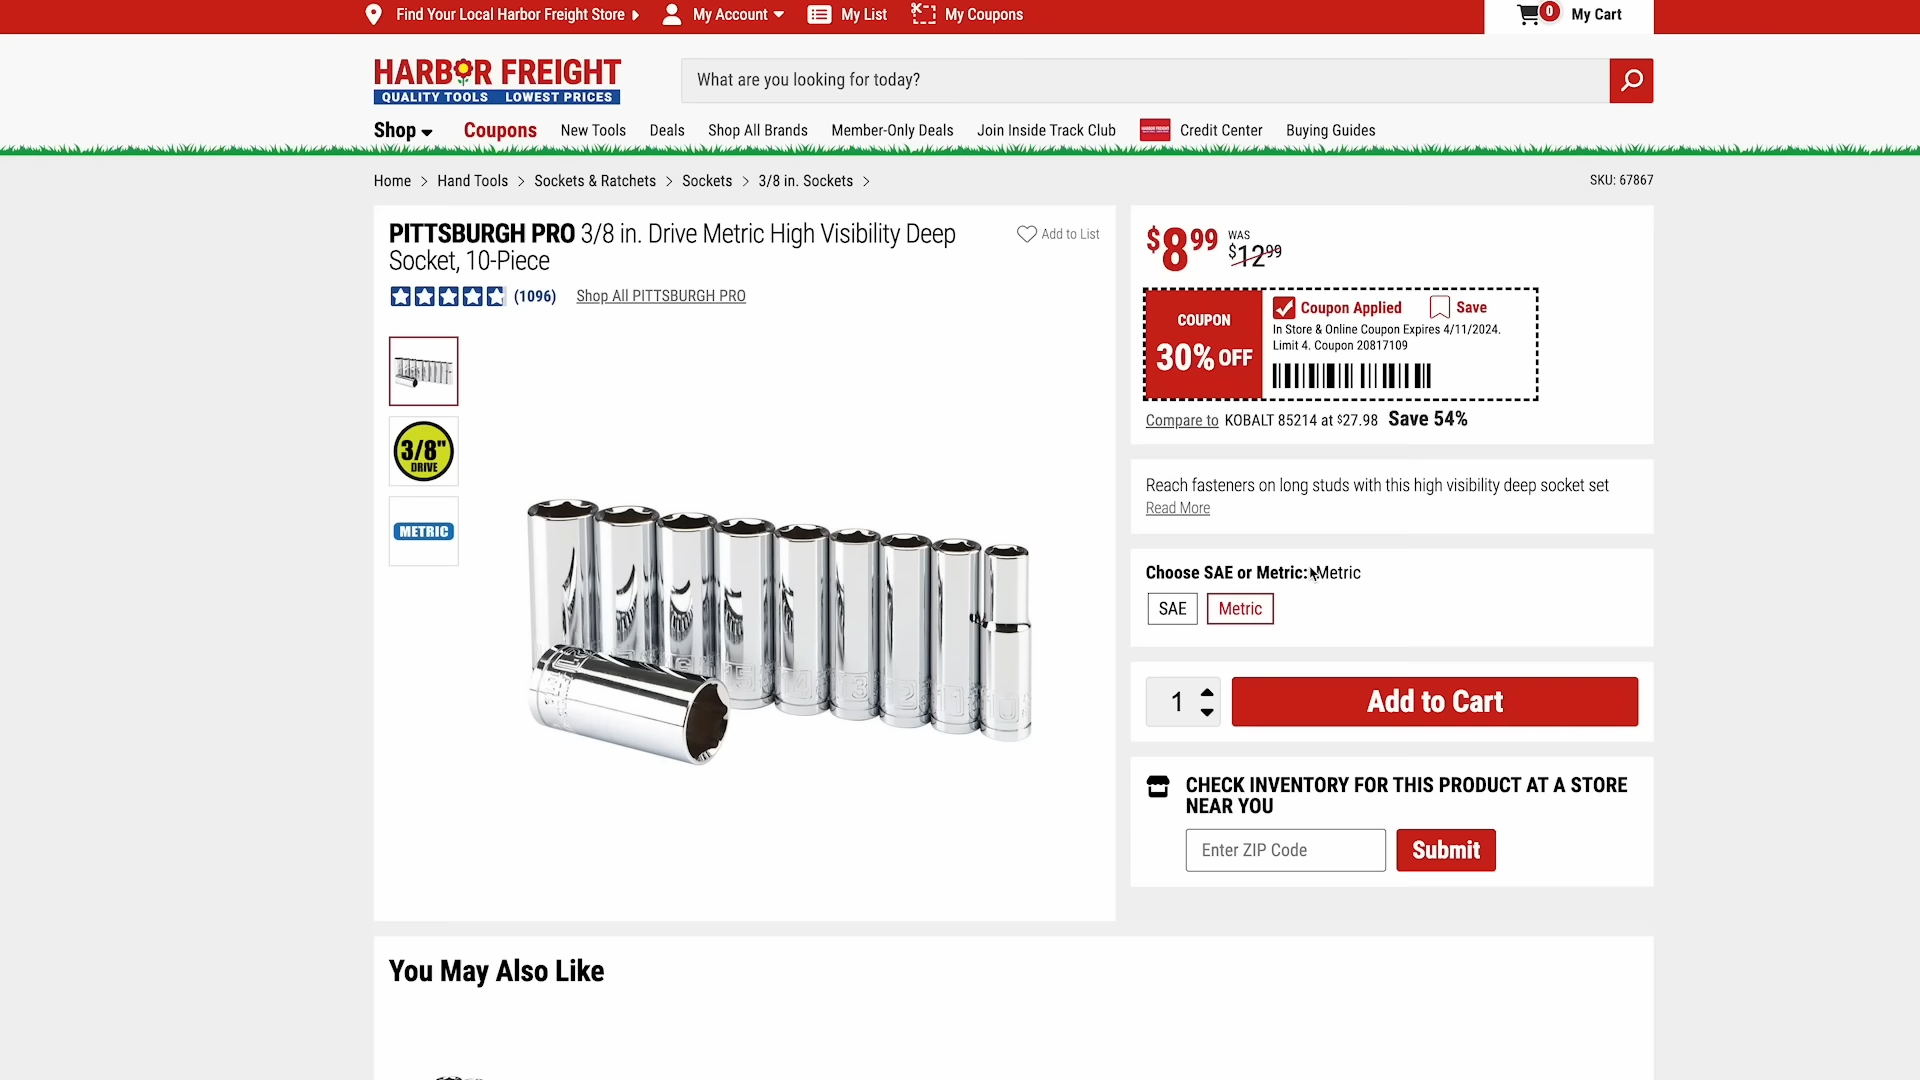 Find Your Local Harbor Freight Store
My Account
My List
My Coupons
0
My Cart
HARBOR FREIGHT
QUALITY TOOLS LOWEST PRICES
What are you looking for today?
Shop
Coupons
New Tools
Deals
Shop All Brands
Member-Only Deals
Join Inside Track Club
Credit Center
Buying Guides
Home > Hand Tools > Sockets & Ratchets > Sockets > 3/8 in. Sockets >
SKU: 67867
PITTSBURGH PRO 3/8 in. Drive Metric High Visibility Deep
Socket, 10-Piece
Add to List
(1096)
Shop All PITTSBURGH PRO
3/8"
DRIVE
METRIC
$8.99
WAS
$12.99
COUPON
30% OFF
Coupon Applied
Save
In Store & Online Coupon Expires 4/11/2024.
Limit 4. Coupon 20817109
Compare to KOBALT 85214 at $27.98 Save 54%
Reach fasteners on long studs with this high visibility deep socket set
Read More
Choose SAE or Metric: Metric
SAE
Metric
1
Add to Cart
CHECK INVENTORY FOR THIS PRODUCT AT A STORE
NEAR YOU
Enter ZIP Code
Submit
You May Also Like